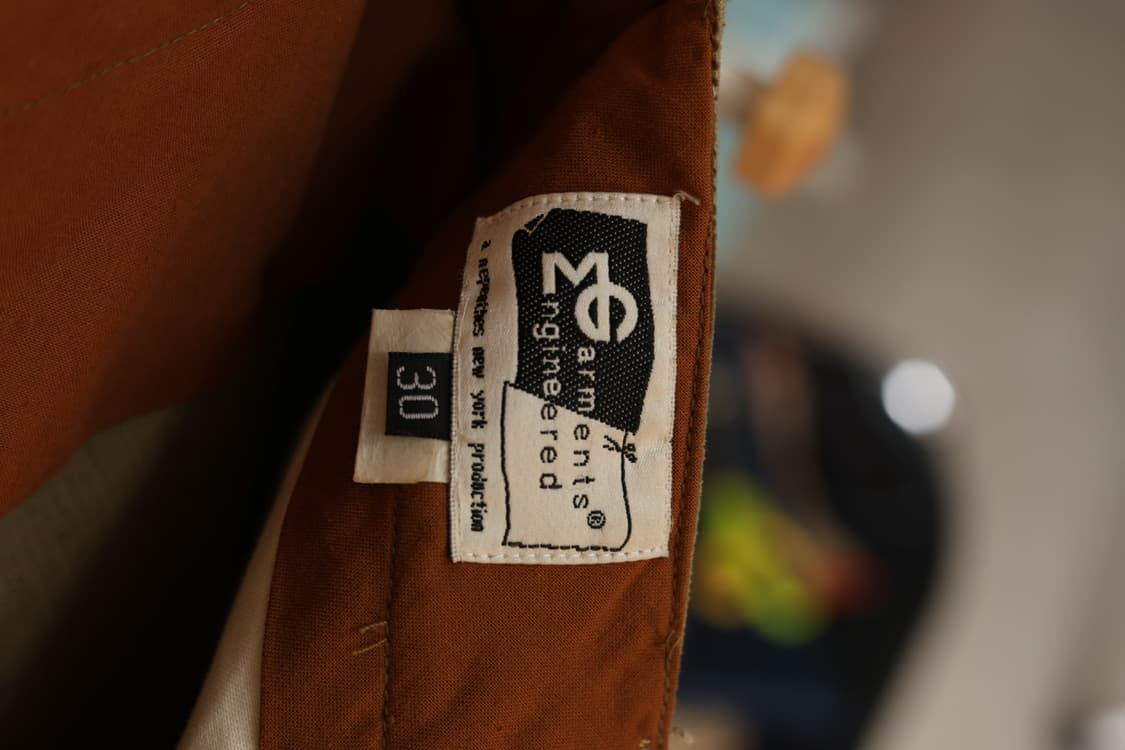 Engineered
Garments®
a nepenthes new york production
30